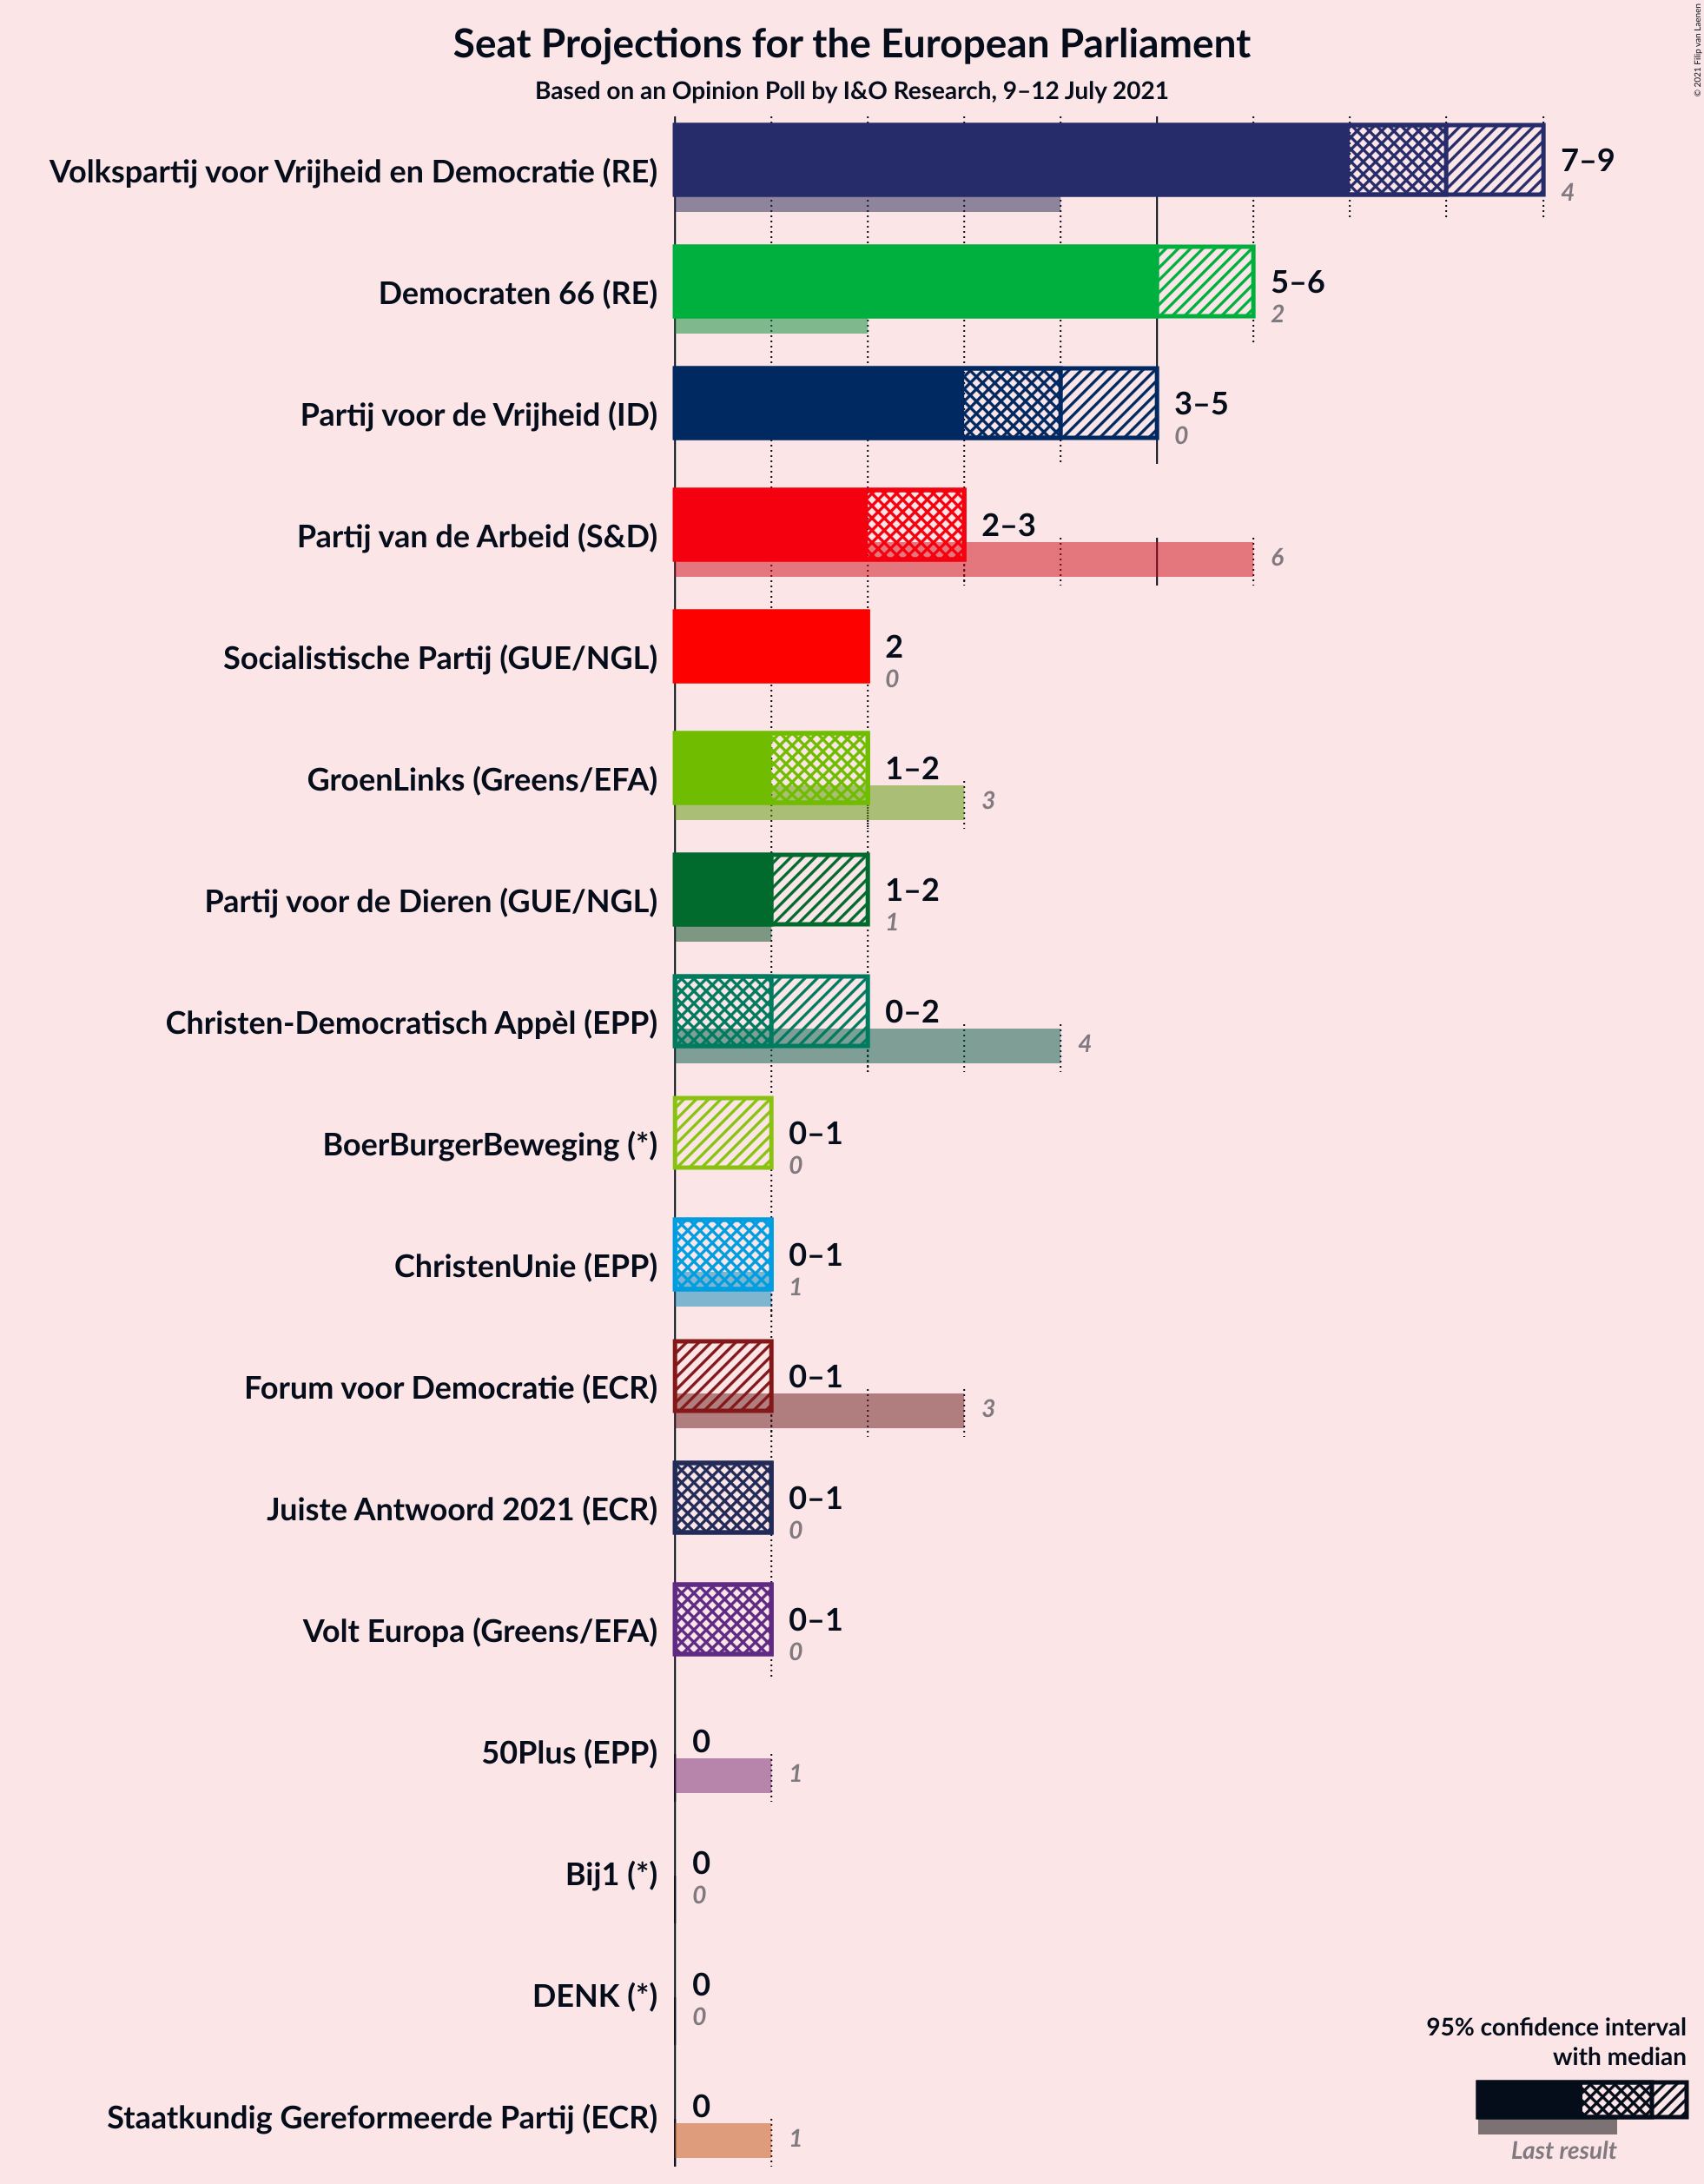 Seat Projections for the European Parliament
Based on an Opinion Poll by I&O Research, 9–12 July 2021
© 2021 Filip van Laenen
Volkspartij voor Vrijheid en Democratie (RE)
7–9
4
Democraten 66 (RE)
5–6
2
Partij voor de Vrijheid (ID)
3–5
0
Partij van de Arbeid (S&D)
2–3
6
Socialistische Partij (GUE/NGL)
2
0
GroenLinks (Greens/EFA)
1–2
3
Partij voor de Dieren (GUE/NGL)
1–2
1
Christen-Democratisch Appèl (EPP)
0–2
4
BoerBurgerBeweging (*)
0–1
0
ChristenUnie (EPP)
0–1
1
Forum voor Democratie (ECR)
0–1
3
Juiste Antwoord 2021 (ECR)
0–1
0
Volt Europa (Greens/EFA)
0–1
0
50Plus (EPP)
0
1
Bij1 (*)
0
0
DENK (*)
0
0
Staatkundig Gereformeerde Partij (ECR)
0
1
95% confidence interval
with median
Last result